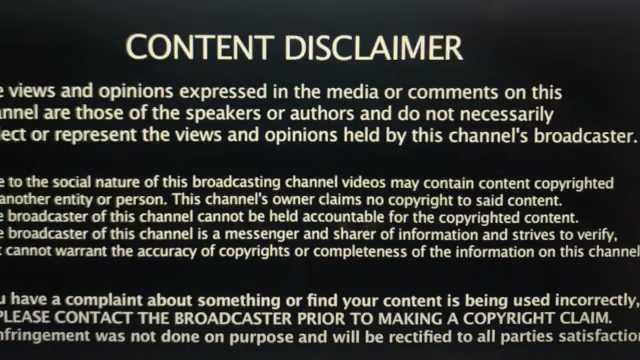 CONTENT DISCLAIMER
views and opinions expressed in the media or comments on this
are those of the speakers or authors and do not necessarily
or represent the views and opinions held by this channel's broadcaster.
to the social nature of this broadcasting channel videos may contain content copyrighted
another entity or person. This channel's owner claims no copyright to said content.
broadcaster of this channel cannot be held accountable for the copyrighted content.
broadcaster of this channel is a messenger and sharer of information and strives to verify,
cannot warrant the accuracy of copyrights or completeness of the information on this channel
have a complaint about something or find your content is being used incorrectly,
PLEASE CONTACT THE BROADCASTER PRIOR TO MAKING A COPYRIGHT CLAIM.
nfringement was not done on purpose and will be rectified to all parties satisfactio